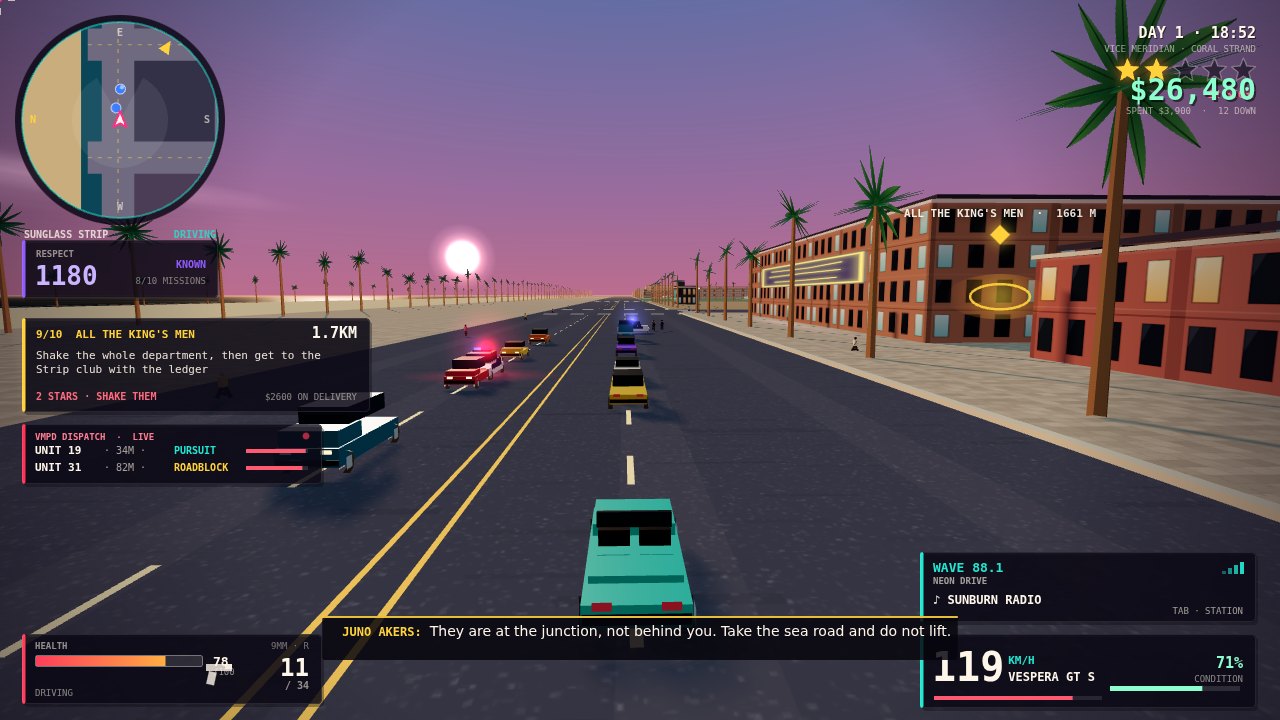 E
N
S
W
SUNGLASS STRIP DRIVING
RESPECT
1180
KNOWN
8/10 MISSIONS
9/10 ALL THE KING'S MEN 1.7KM
Shake the whole department, then get to the
Strip club with the ledger
2 STARS · SHAKE THEM $2600 ON DELIVERY
VMPD DISPATCH · LIVE
UNIT 19 · 34M · PURSUIT
UNIT 31 · 82M · ROADBLOCK
DAY 1 · 18:52
VICE MERIDIAN · CORAL STRAND
$26,480
SPENT $3,900 · 12 DOWN
ALL THE KING'S MEN · 1661 M
WAVE 88.1
NEON DRIVE
♪ SUNBURN RADIO
TAB · STATION
JUNO AKERS: They are at the junction, not behind you. Take the sea road and do not lift.
HEALTH
78
/100
DRIVING
9MM · R
11
/ 34
119 KM/H
VESPERA GT S
71%
CONDITION